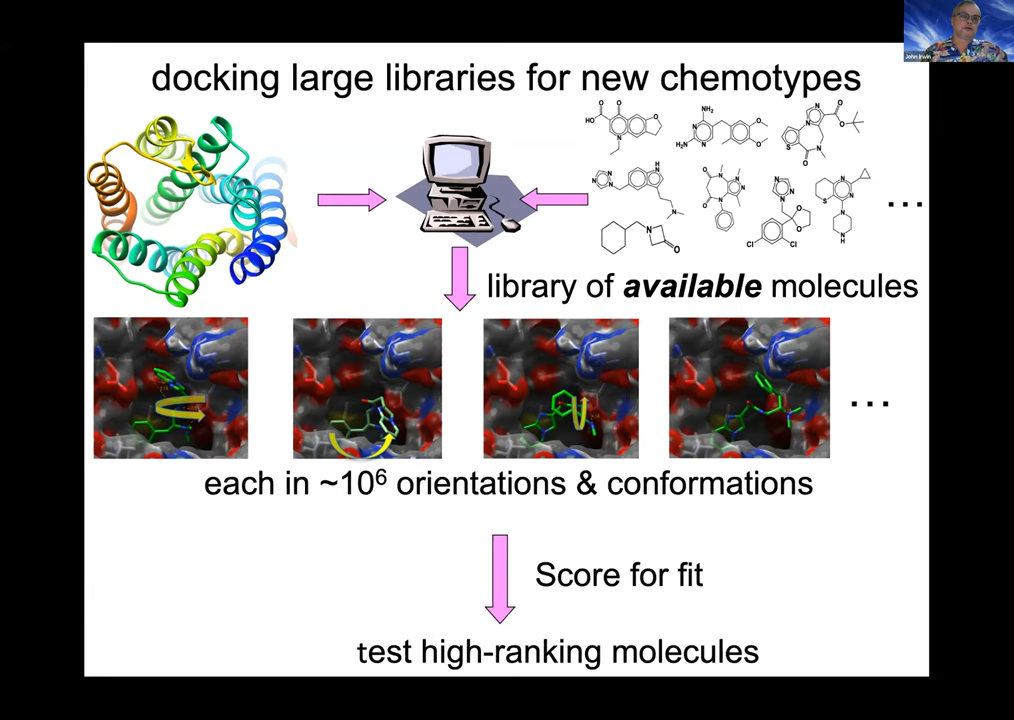 John Irwin
docking large libraries for new chemotypes
library of available molecules
...
...
each in ~10⁶ orientations & conformations
Score for fit
test high-ranking molecules